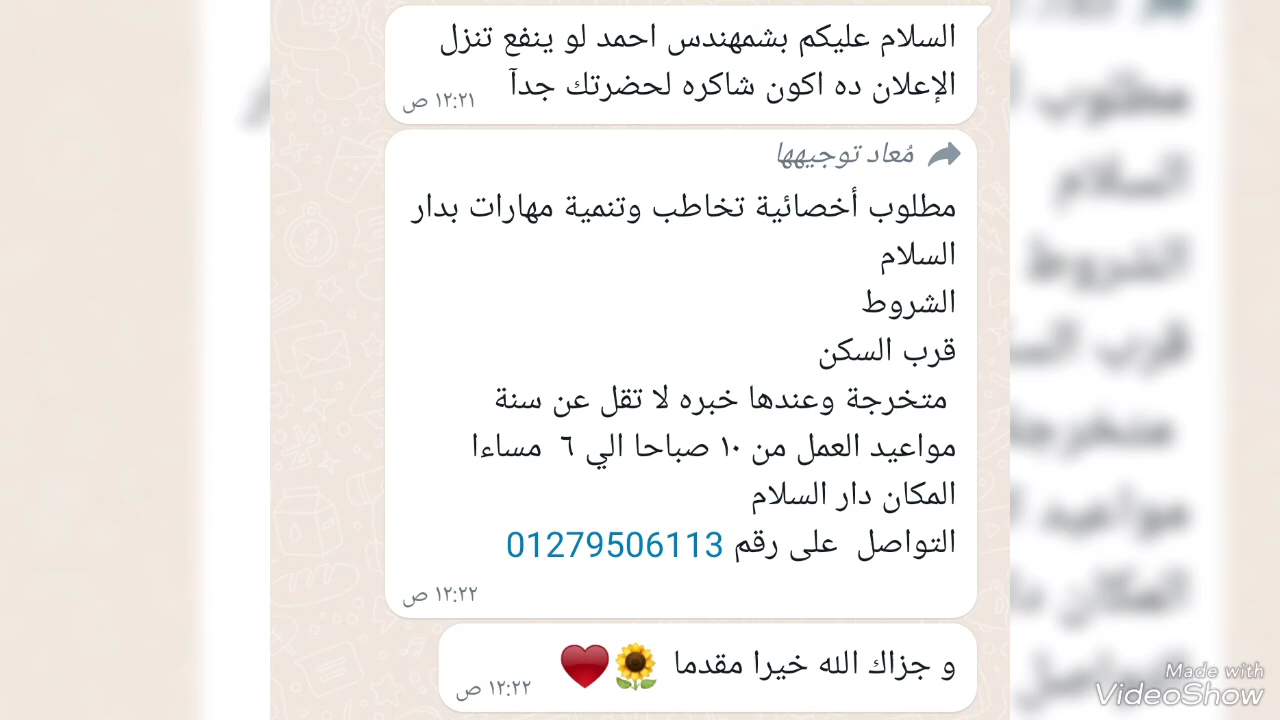 السلام عليكم بشمهندس احمد لو ينفع تنزل
الإعلان ده اكون شاكره لحضرتك جدآ
١٢:٢١ ص
مُعاد توجيهها
مطلوب أخصائية تخاطب وتنمية مهارات بدار
السلام
الشروط
قرب السكن
متخرجة وعندها خبره لا تقل عن سنة
مواعيد العمل من ١٠ صباحا الي ٦ مساءا
المكان دار السلام
التواصل على رقم 01279506113
١٢:٢٢ ص
و جزاك الله خيرا مقدما 🌻❤️
١٢:٢٢ ص
Made with
VideoShow